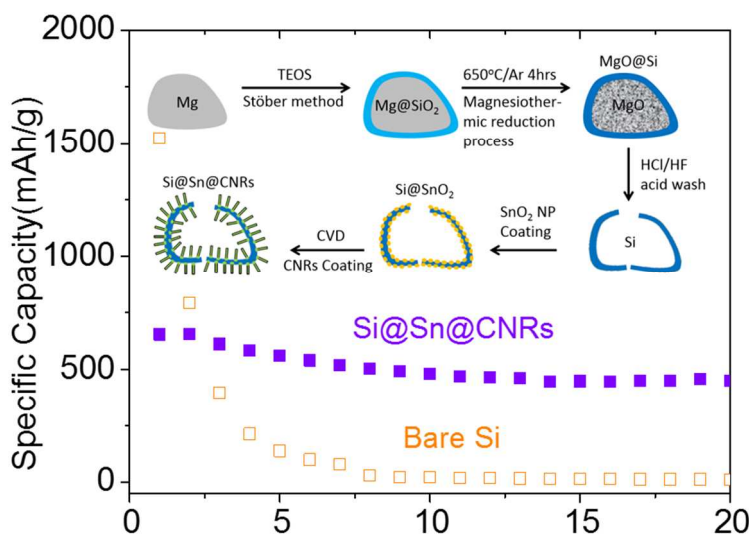 Specific Capacity(mAh/g)
2000
1500
1000
500
0
0
5
10
15
20
Mg
TEOS
Stöber method
Mg@SiO₂
650°C/Ar 4hrs
Magnesiother-
mic reduction
process
MgO@Si
MgO
HCl/HF
acid wash
Si
SnO₂ NP
Coating
Si@SnO₂
CVD
CNRs Coating
Si@Sn@CNRs
Si@Sn@CNRs
Bare Si